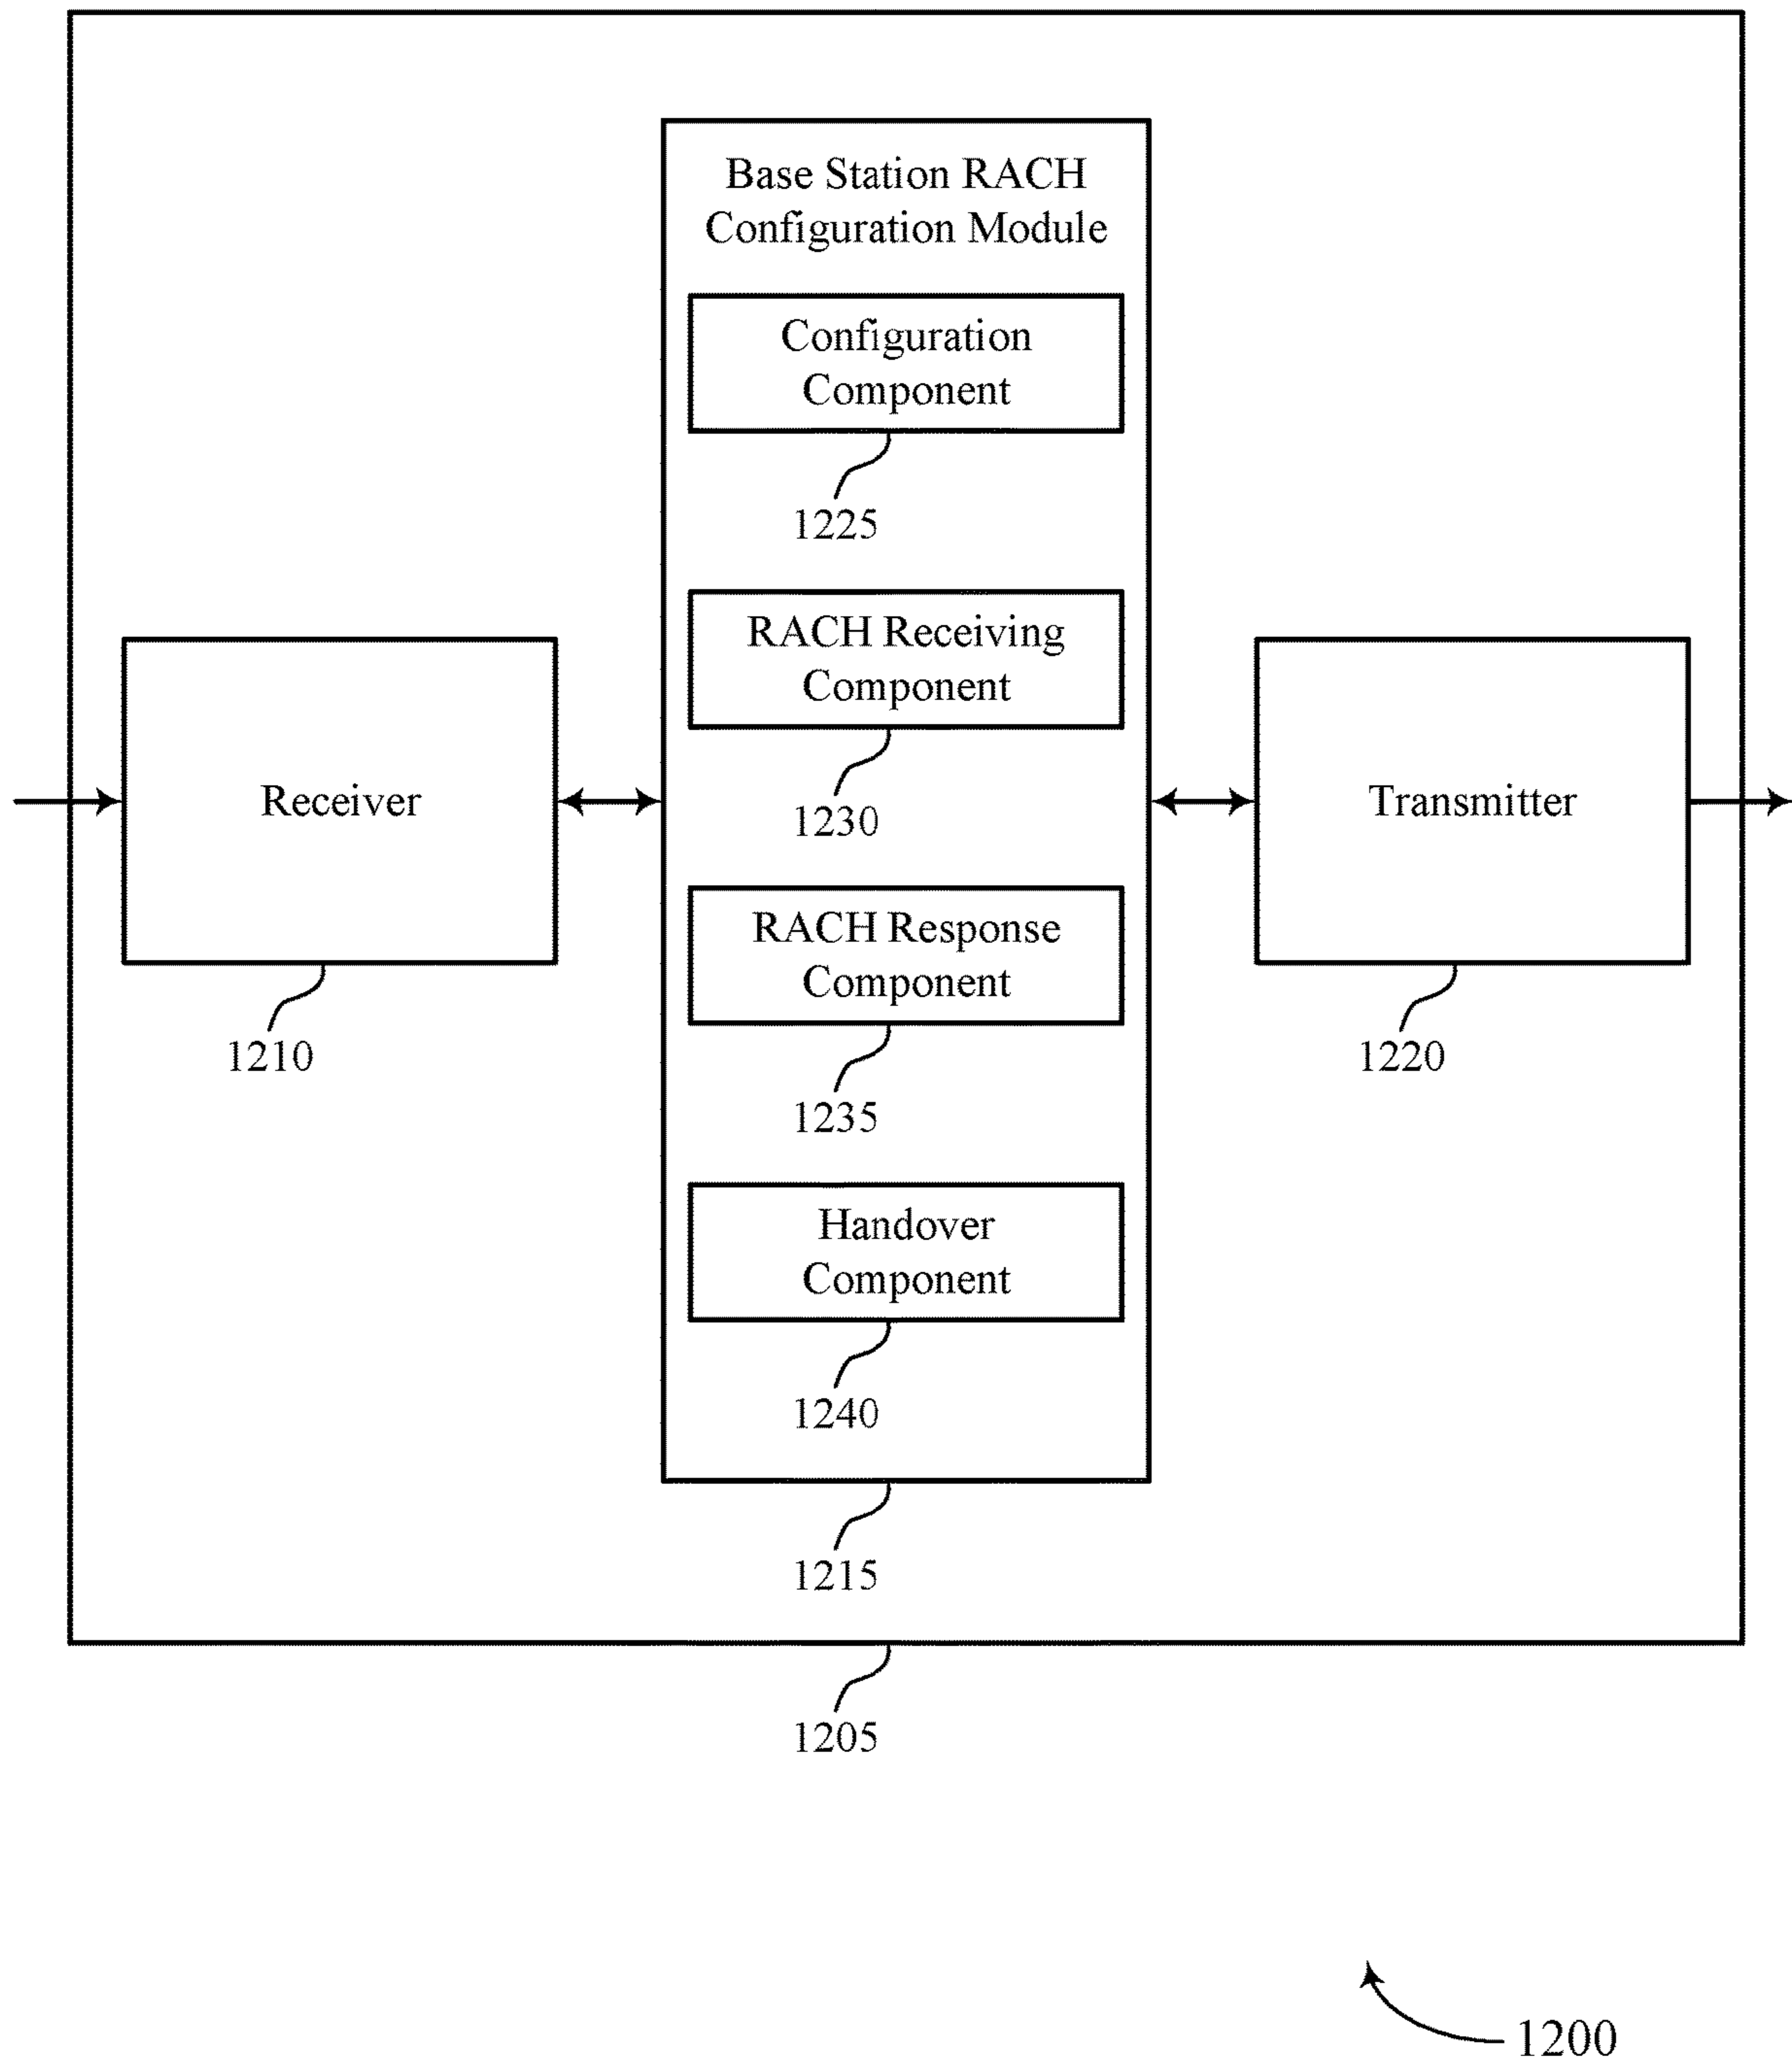 Base Station RACH
Configuration Module
Configuration
Component
1225
RACH Receiving
Component
1230
Receiver
Transmitter
RACH Response
Component
1210
1220
1235
Handover
Component
1240
1215
1205
1200